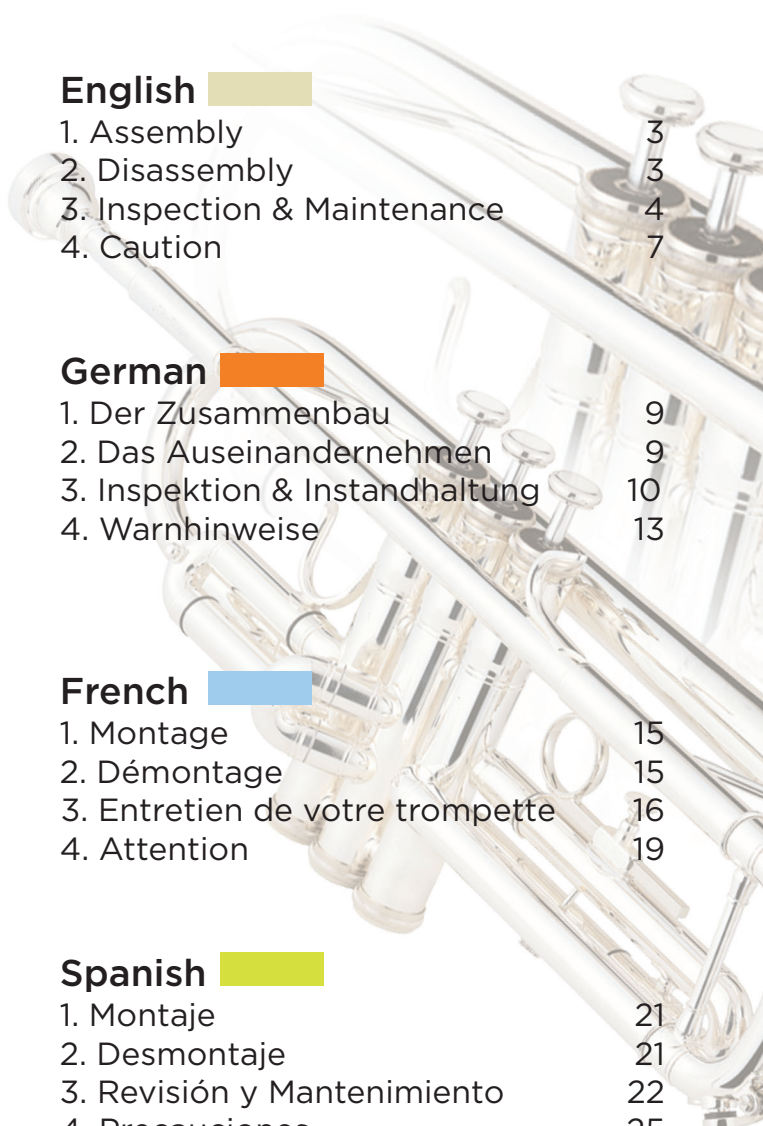 English
1. Assembly 3
2. Disassembly 3
3. Inspection & Maintenance 4
4. Caution 7
German
1. Der Zusammenbau 9
2. Das Auseinandernehmen 9
3. Inspektion & Instandhaltung 10
4. Warnhinweise 13
French
1. Montage 15
2. Démontage 15
3. Entretien de votre trompette 16
4. Attention 19
Spanish
1. Montaje 21
2. Desmontaje 21
3. Revisión y Mantenimiento 22
4. Precauciones 25